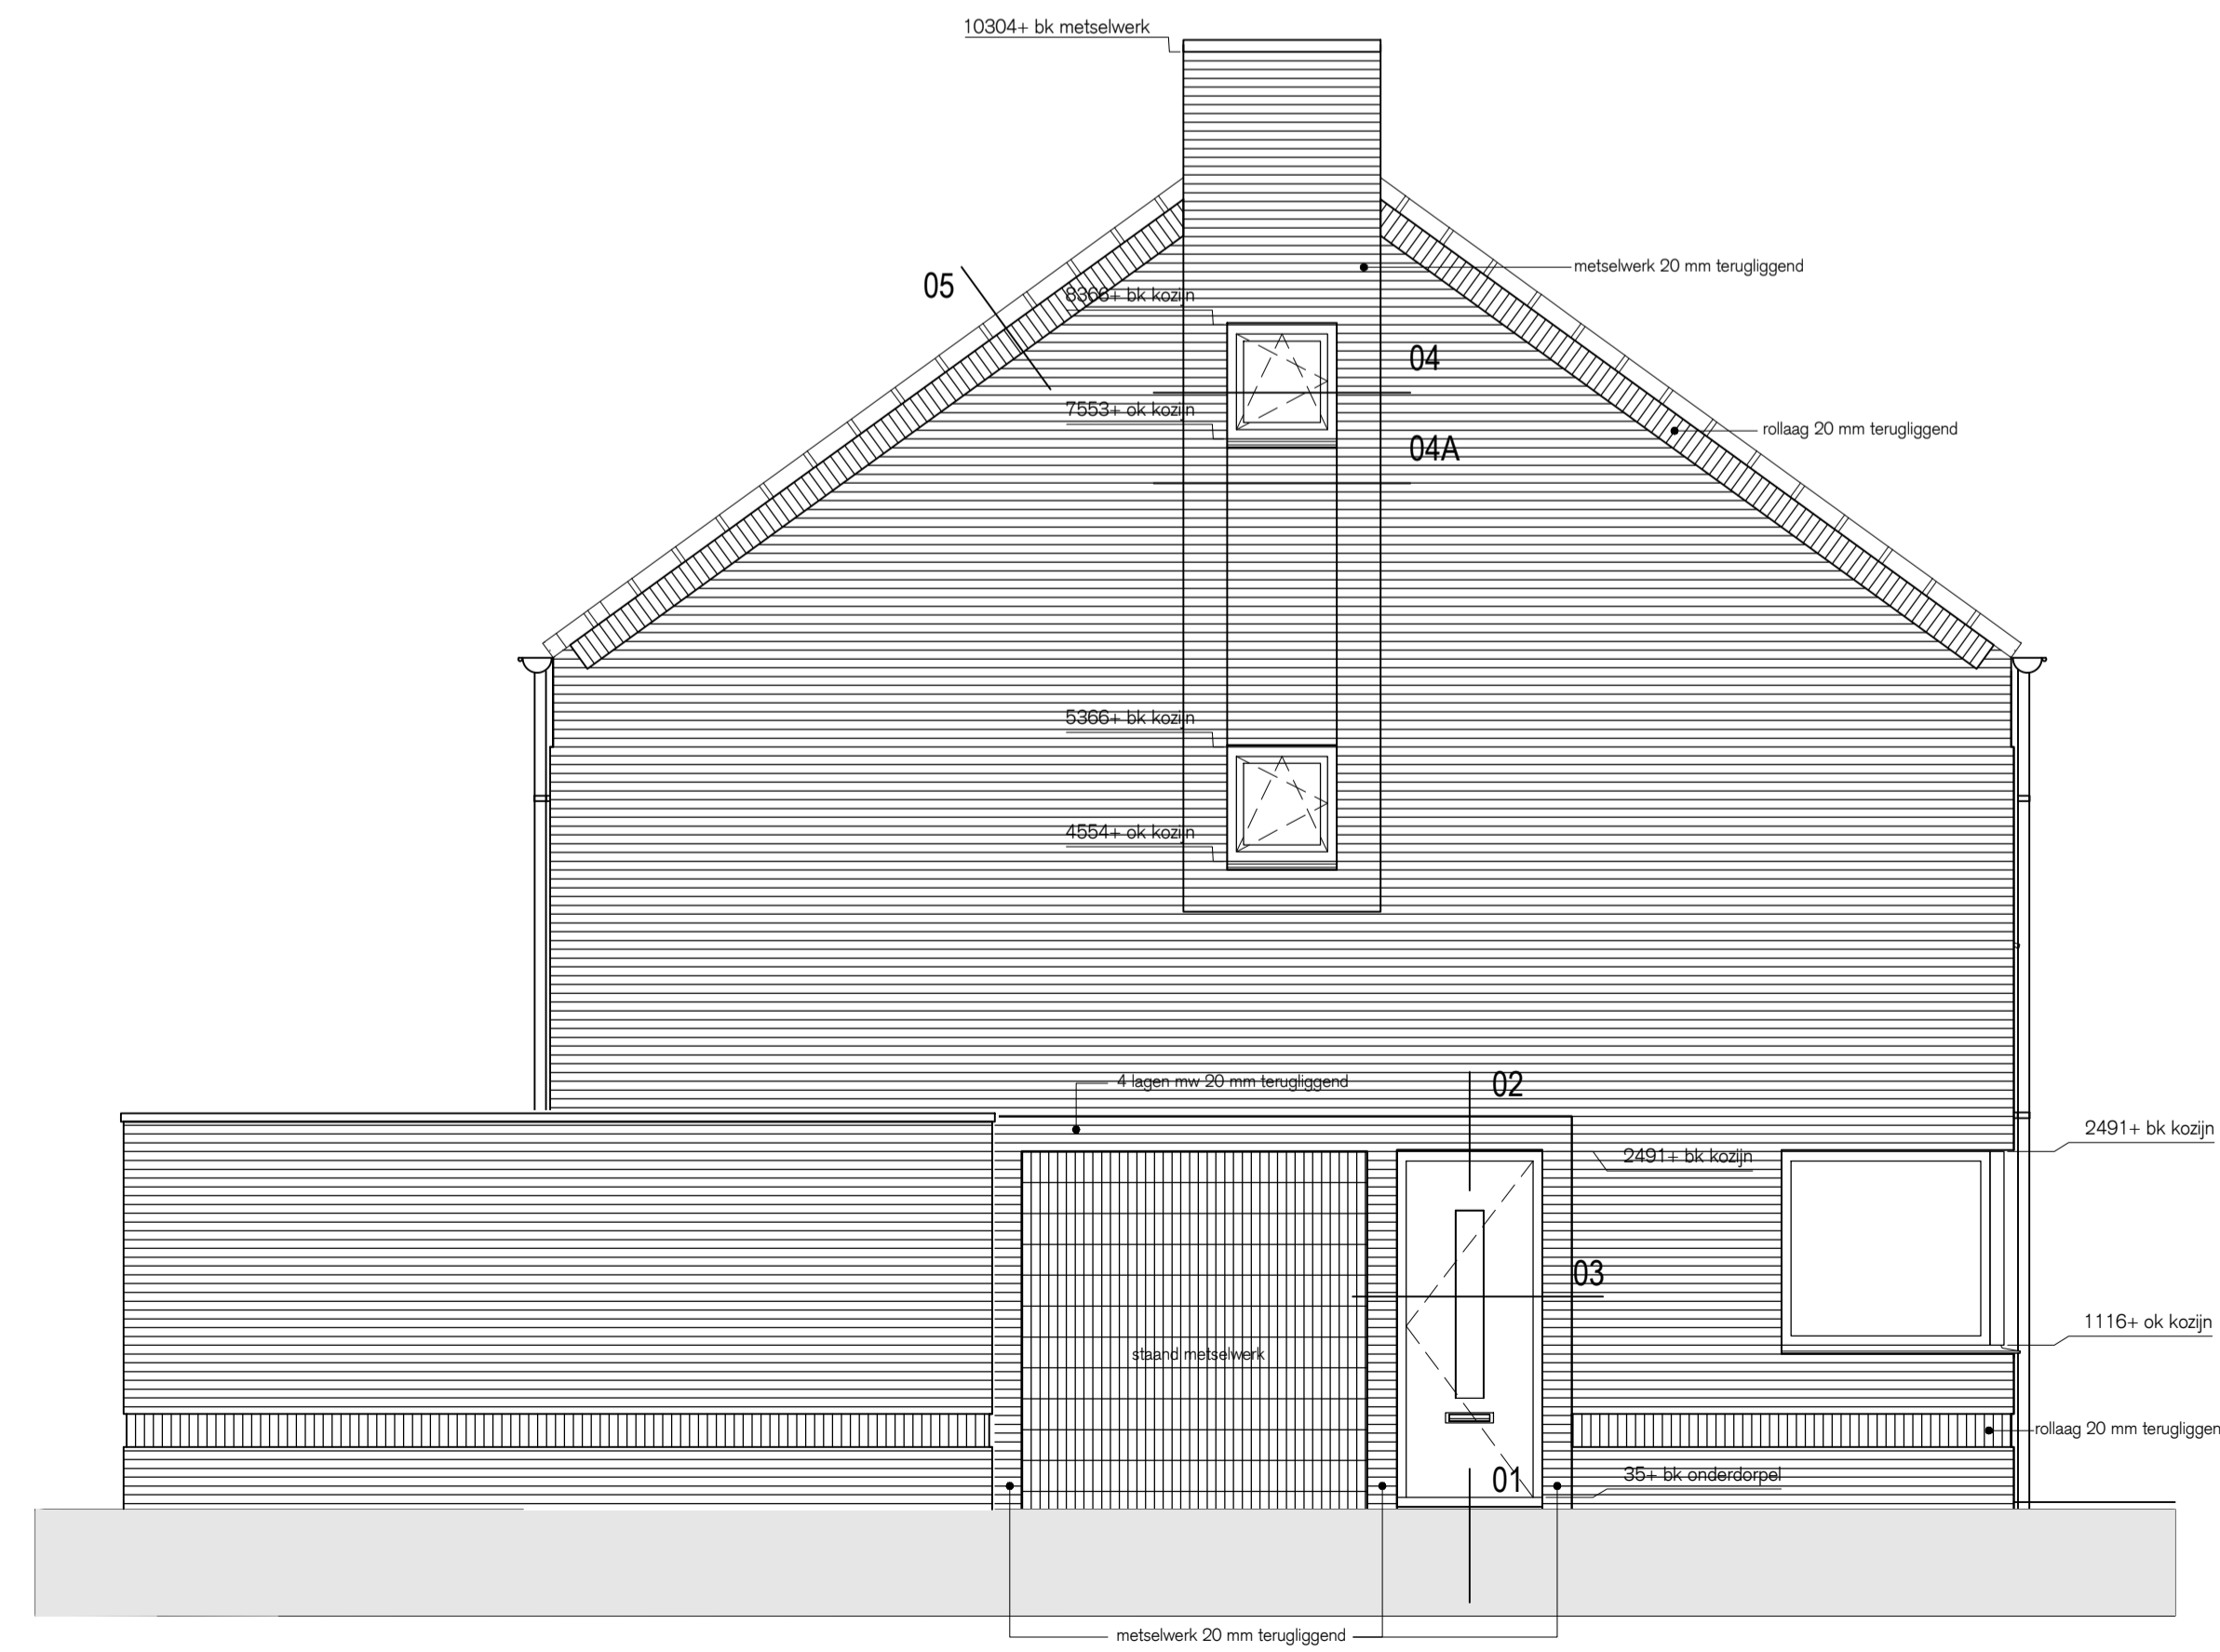 10304+ bk metselwerk
metselwerk 20 mm terugliggend
05
8366+ bk kozijn
04
7553+ ok kozijn
rollaag 20 mm terugliggend
04A
5366+ bk kozijn
4554+ ok kozijn
4 lagen mw 20 mm terugliggend
02
2491+ bk kozijn
2491+ bk kozijn
03
1116+ ok kozijn
staand metselwerk
rollaag 20 mm terugliggen
01
35+ bk onderdorpel
metselwerk 20 mm terugliggend